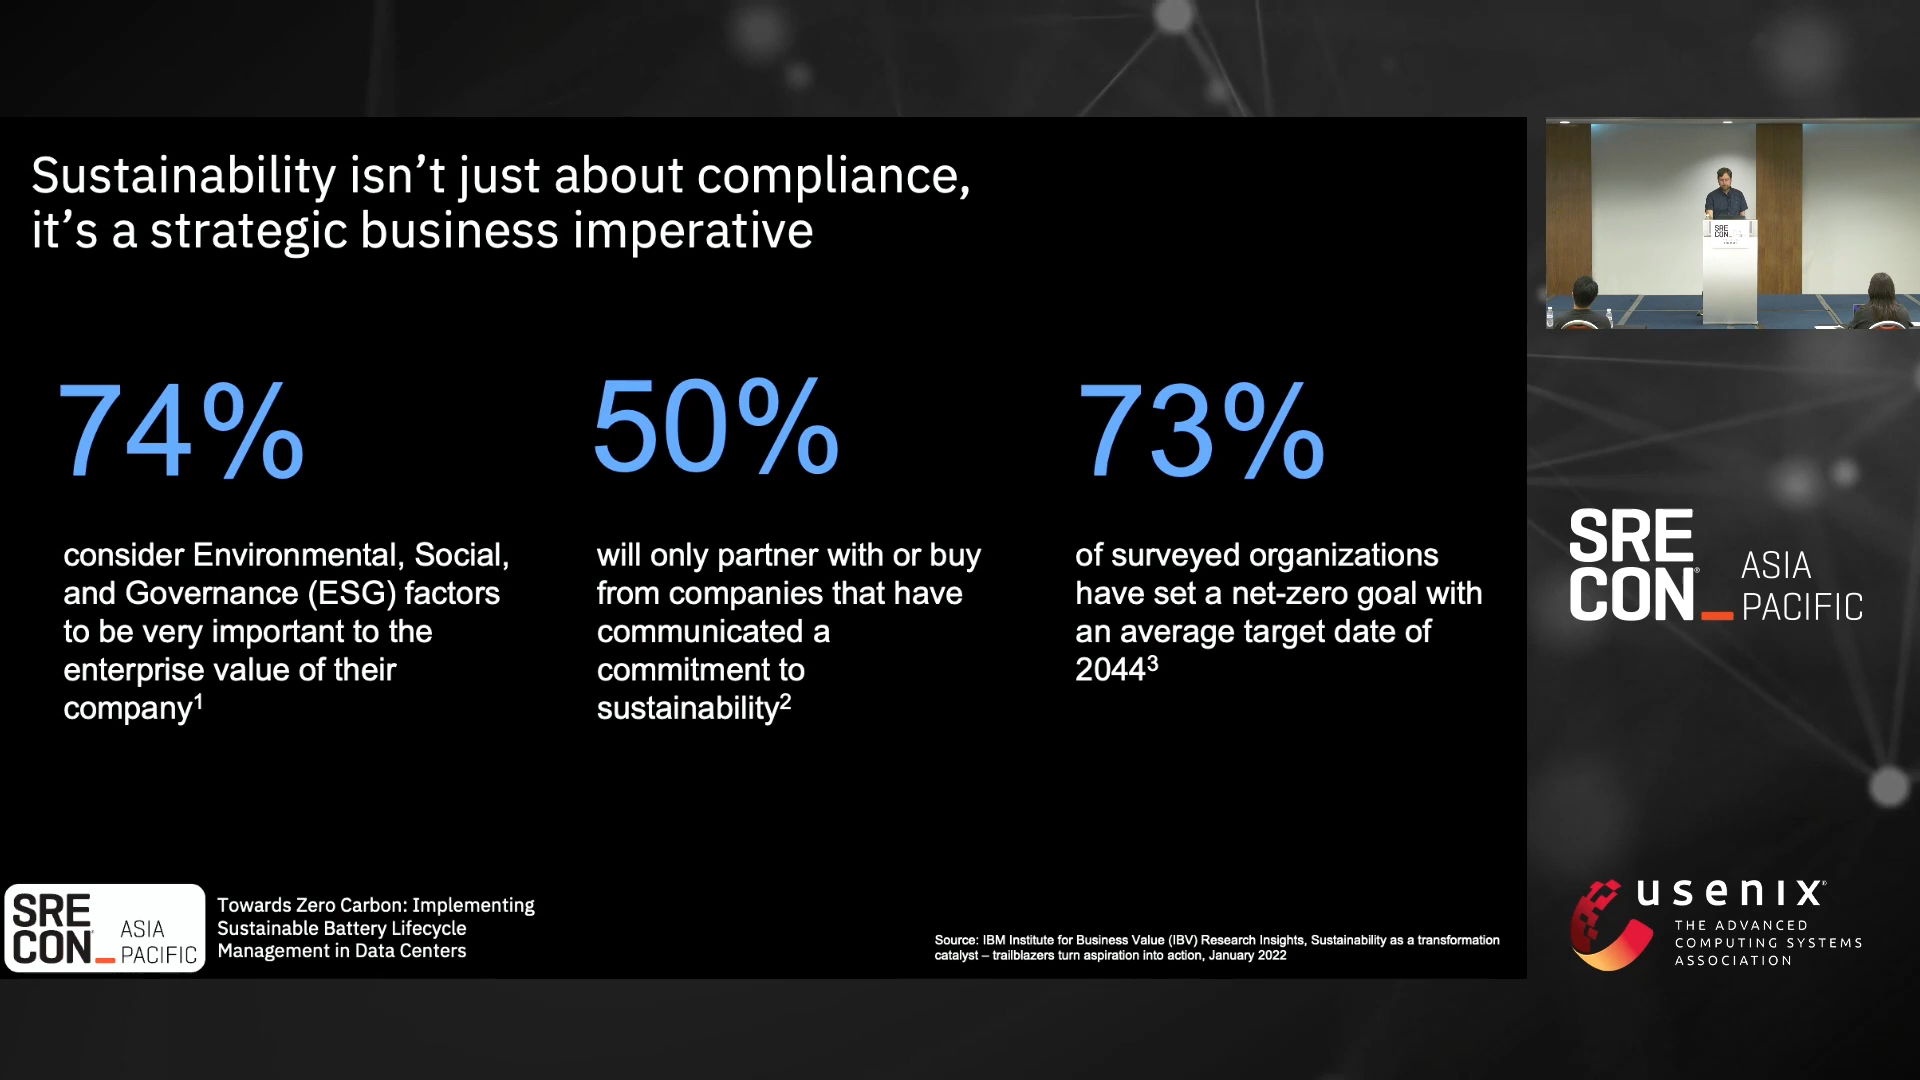 Sustainability isn’t just about compliance,
it’s a strategic business imperative
74%
consider Environmental, Social,
and Governance (ESG) factors
to be very important to the
enterprise value of their
company¹
50%
will only partner with or buy
from companies that have
communicated a
commitment to
sustainability²
73%
of surveyed organizations
have set a net-zero goal with
an average target date of
2044³
SRE
CON_ ASIA
PACIFIC
Towards Zero Carbon: Implementing
Sustainable Battery Lifecycle
Management in Data Centers
Source: IBM Institute for Business Value (IBV) Research Insights, Sustainability as a transformation
catalyst – trailblazers turn aspiration into action, January 2022
SRE
CON
SRE
CON®_ ASIA
PACIFIC
usenix®
THE ADVANCED
COMPUTING SYSTEMS
ASSOCIATION